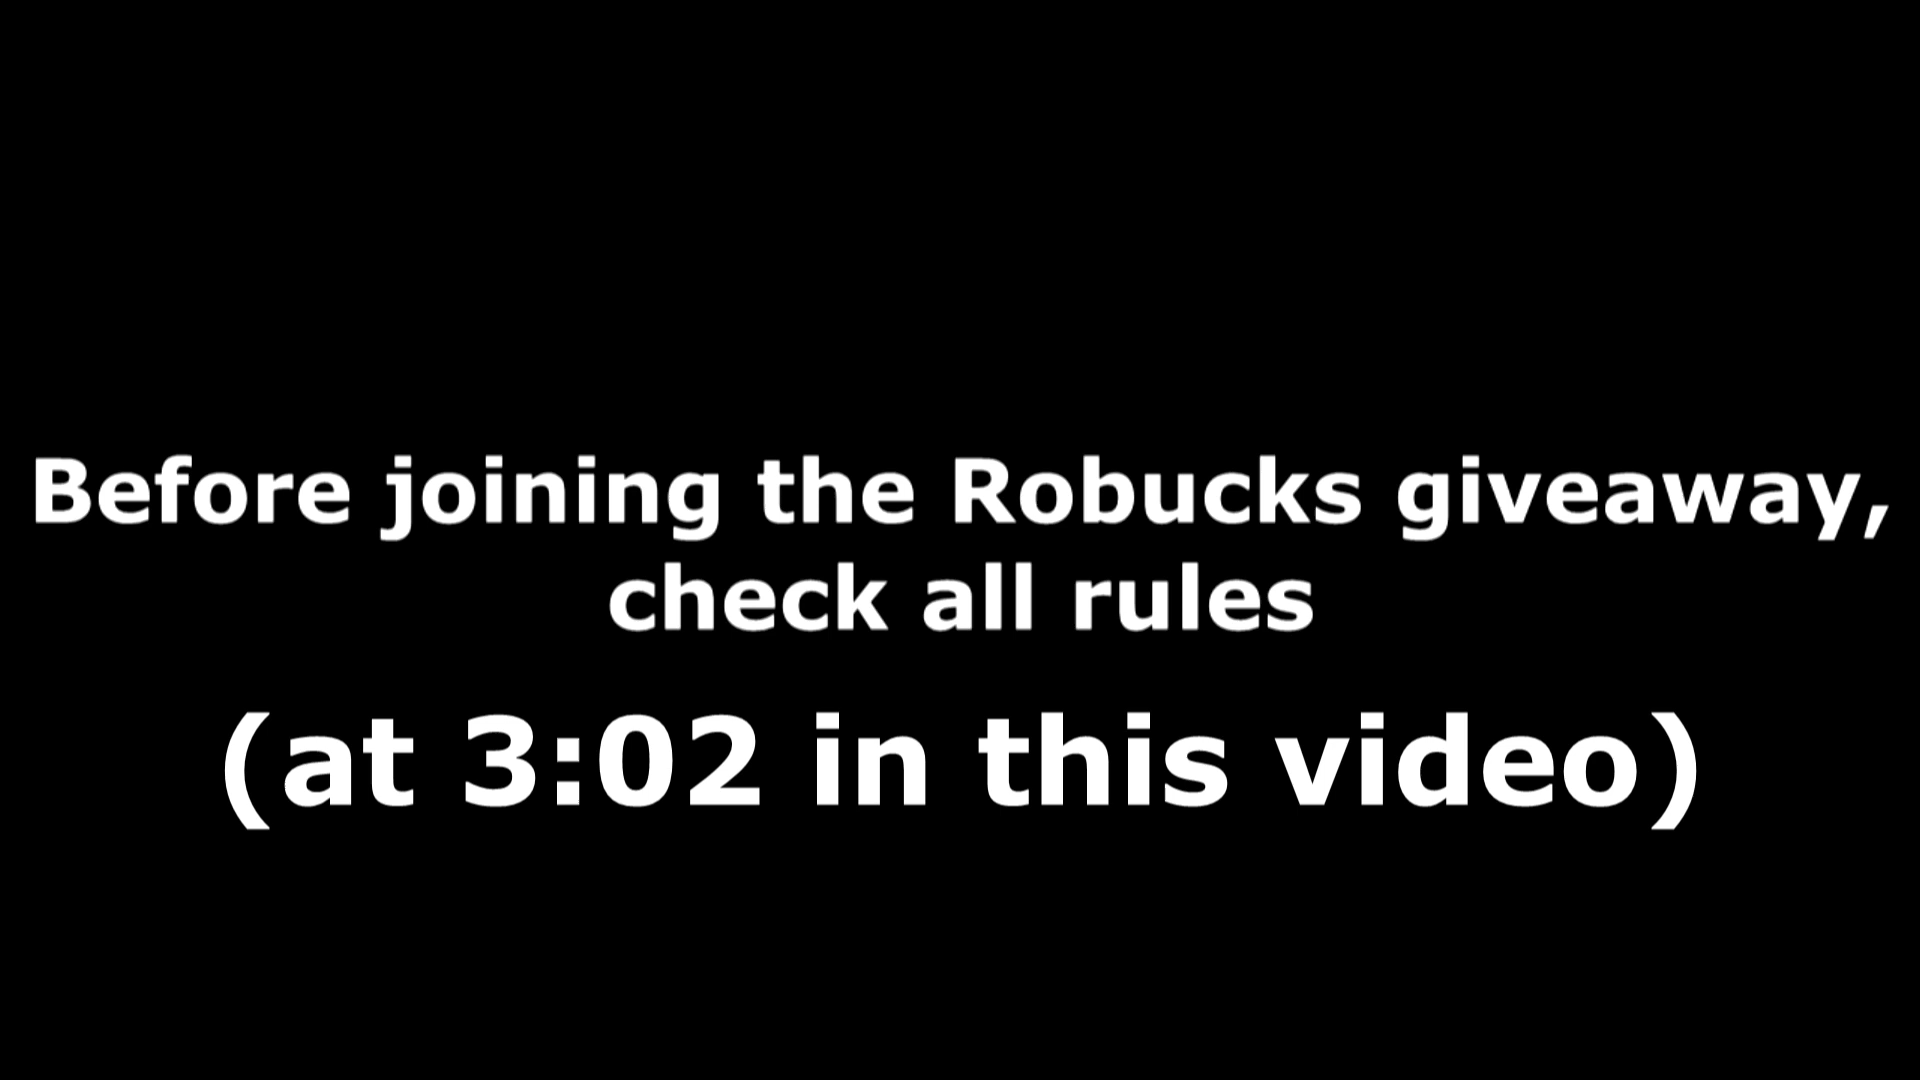 Before joining the Robucks giveaway,
check all rules
(at 3:02 in this video)